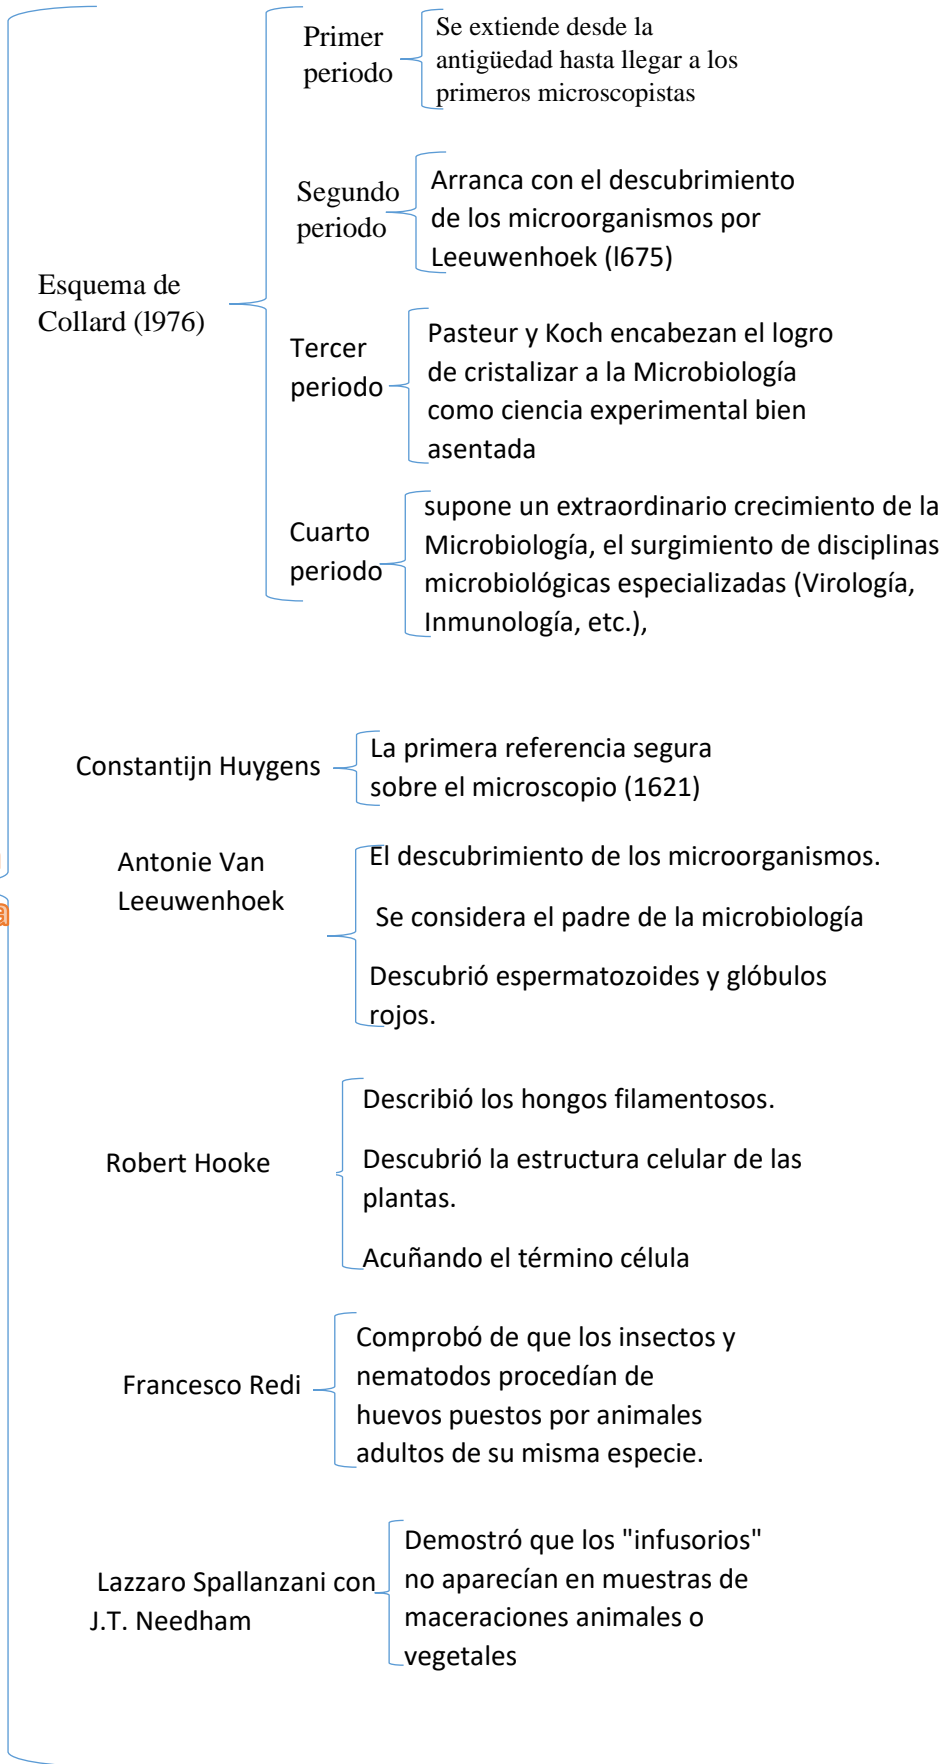 Primer
periodo
Se extiende desde la
antigüedad hasta llegar a los
primeros microscopistas
Segundo
periodo
Arranca con el descubrimiento
de los microorganismos por
Leeuwenhoek (l675)
Esquema de
Collard (l976)
Tercer
periodo
Pasteur y Koch encabezan el logro
de cristalizar a la Microbiología
como ciencia experimental bien
asentada
Cuarto
periodo
supone un extraordinario crecimiento de la
Microbiología, el surgimiento de disciplinas
microbiológicas especializadas (Virología,
Inmunología, etc.),
Constantijn Huygens
La primera referencia segura
sobre el microscopio (1621)
Antonie Van
Leeuwenhoek
El descubrimiento de los microorganismos.
Se considera el padre de la microbiología
Descubrió espermatozoides y glóbulos
rojos.
Robert Hooke
Describió los hongos filamentosos.
Descubrió la estructura celular de las
plantas.
Acuñando el término célula
Francesco Redi
Comprobó de que los insectos y
nematodos procedían de
huevos puestos por animales
adultos de su misma especie.
Lazzaro Spallanzani con
J.T. Needham
Demostró que los "infusorios"
no aparecían en muestras de
maceraciones animales o
vegetales